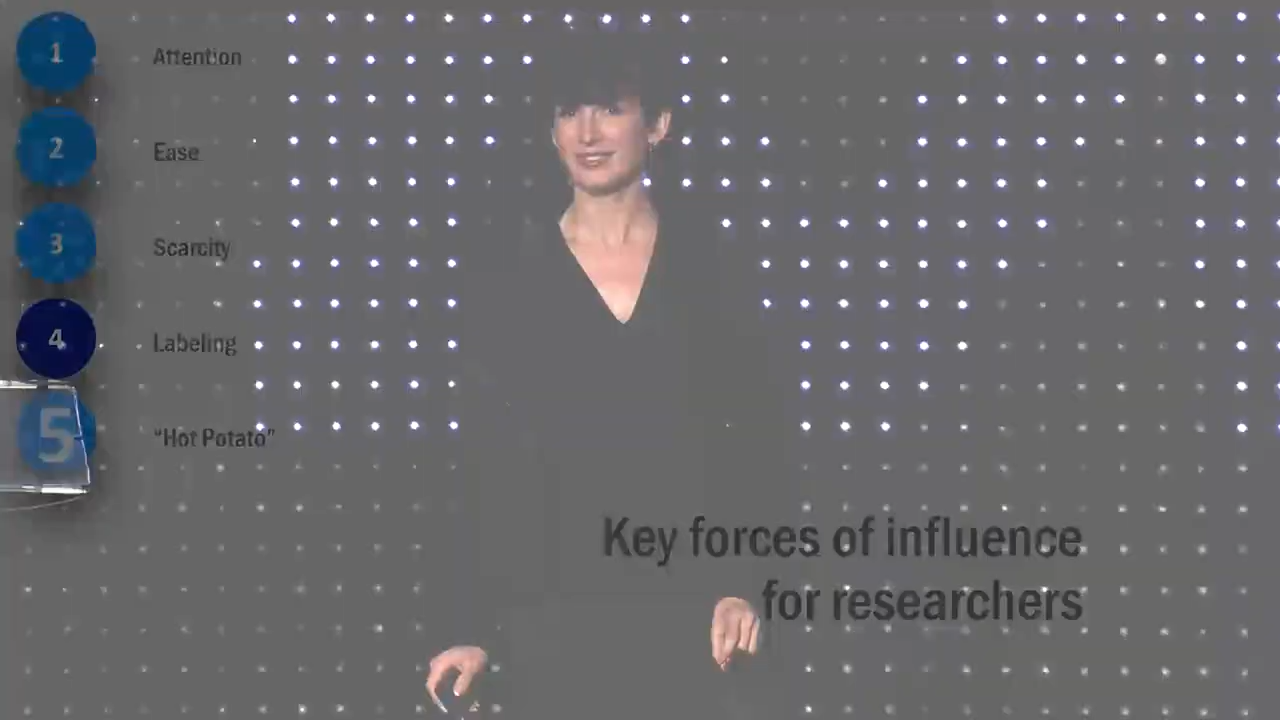 1 Attention
2 Ease
3 Scarcity
4 Labeling
5 “Hot Potato”
Key forces of influence
for researchers